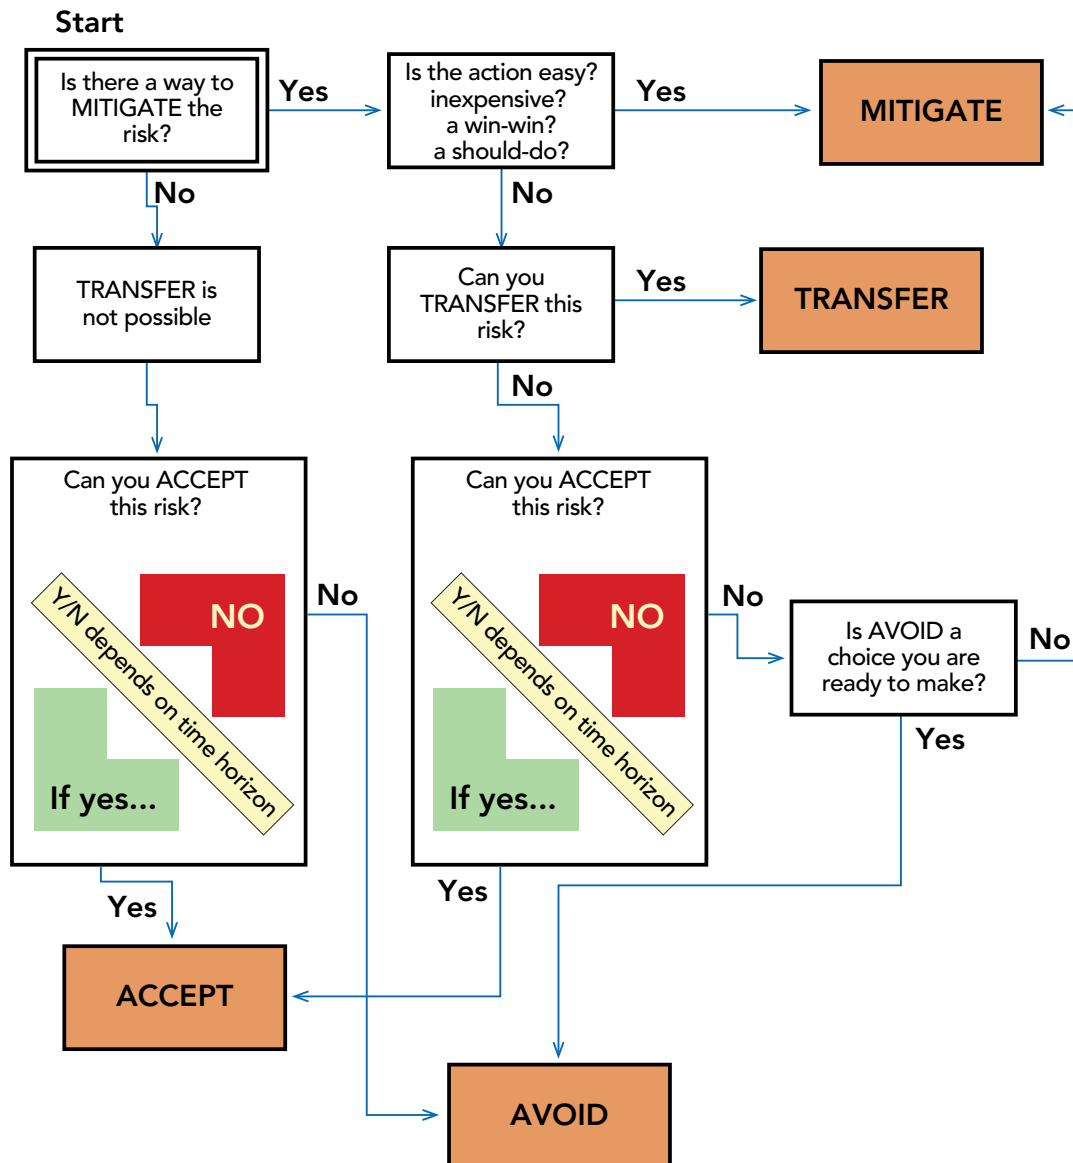 Start
Is there a way to
MITIGATE the
risk?
Yes
Is the action easy?
inexpensive?
a win-win?
a should-do?
Yes
MITIGATE
No
No
TRANSFER is
not possible
Can you
TRANSFER this
risk?
Yes
TRANSFER
No
Can you ACCEPT
this risk?
NO
Y/N depends on time horizon
If yes...
No
Can you ACCEPT
this risk?
NO
Y/N depends on time horizon
If yes...
No
Is AVOID a
choice you are
ready to make?
No
Yes
Yes
Yes
ACCEPT
AVOID